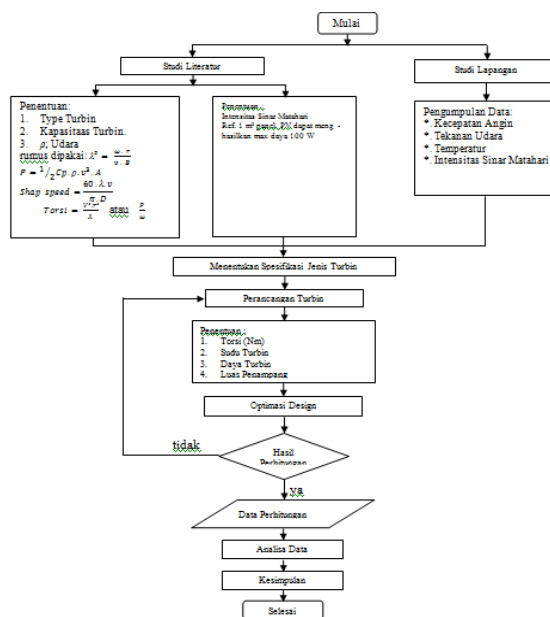 Mulai
Studi Literatur
Studi Lapangan
Penentuan:
1. Type Turbin
2. Kapasitaas Turbin.
3. ρ; Udara
rumus dipakai: λ =
P = 1/2 Cp. ρ. v³. A
Shap speed = 60. λ. v / π. D
Torsi = atau P/ω
Penentuan:
Intensitas Sinar Matahari
Ref. 1 m² PV dapat meng -
hasilkan max daya 100 W
Pengumpulan Data:
*. Kecepatan Angin
*. Tekanan Udara
*. Temperatur
*. Intensitas Sinar Matahari
Menentukan Spesifikasi Jenis Turbin
Perancangan Turbin
Penentuan :
1. Torsi (Nm)
2. Sudu Turbin
3. Daya Turbin
4. Luas Penampang
Optimasi Design
tidak
Hasil
Perhitungan
ya
Data Perhitungan
Analisa Data
Kesimpulan
Selesai